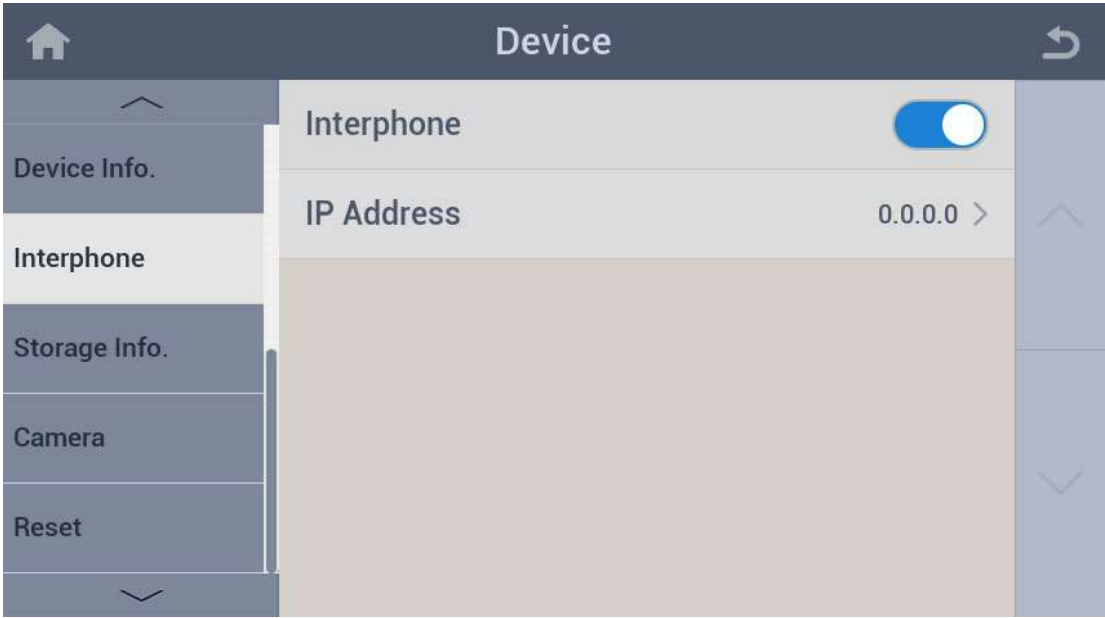 Device
Device Info.
Interphone
Storage Info.
Camera
Reset
Interphone
IP Address 0.0.0.0